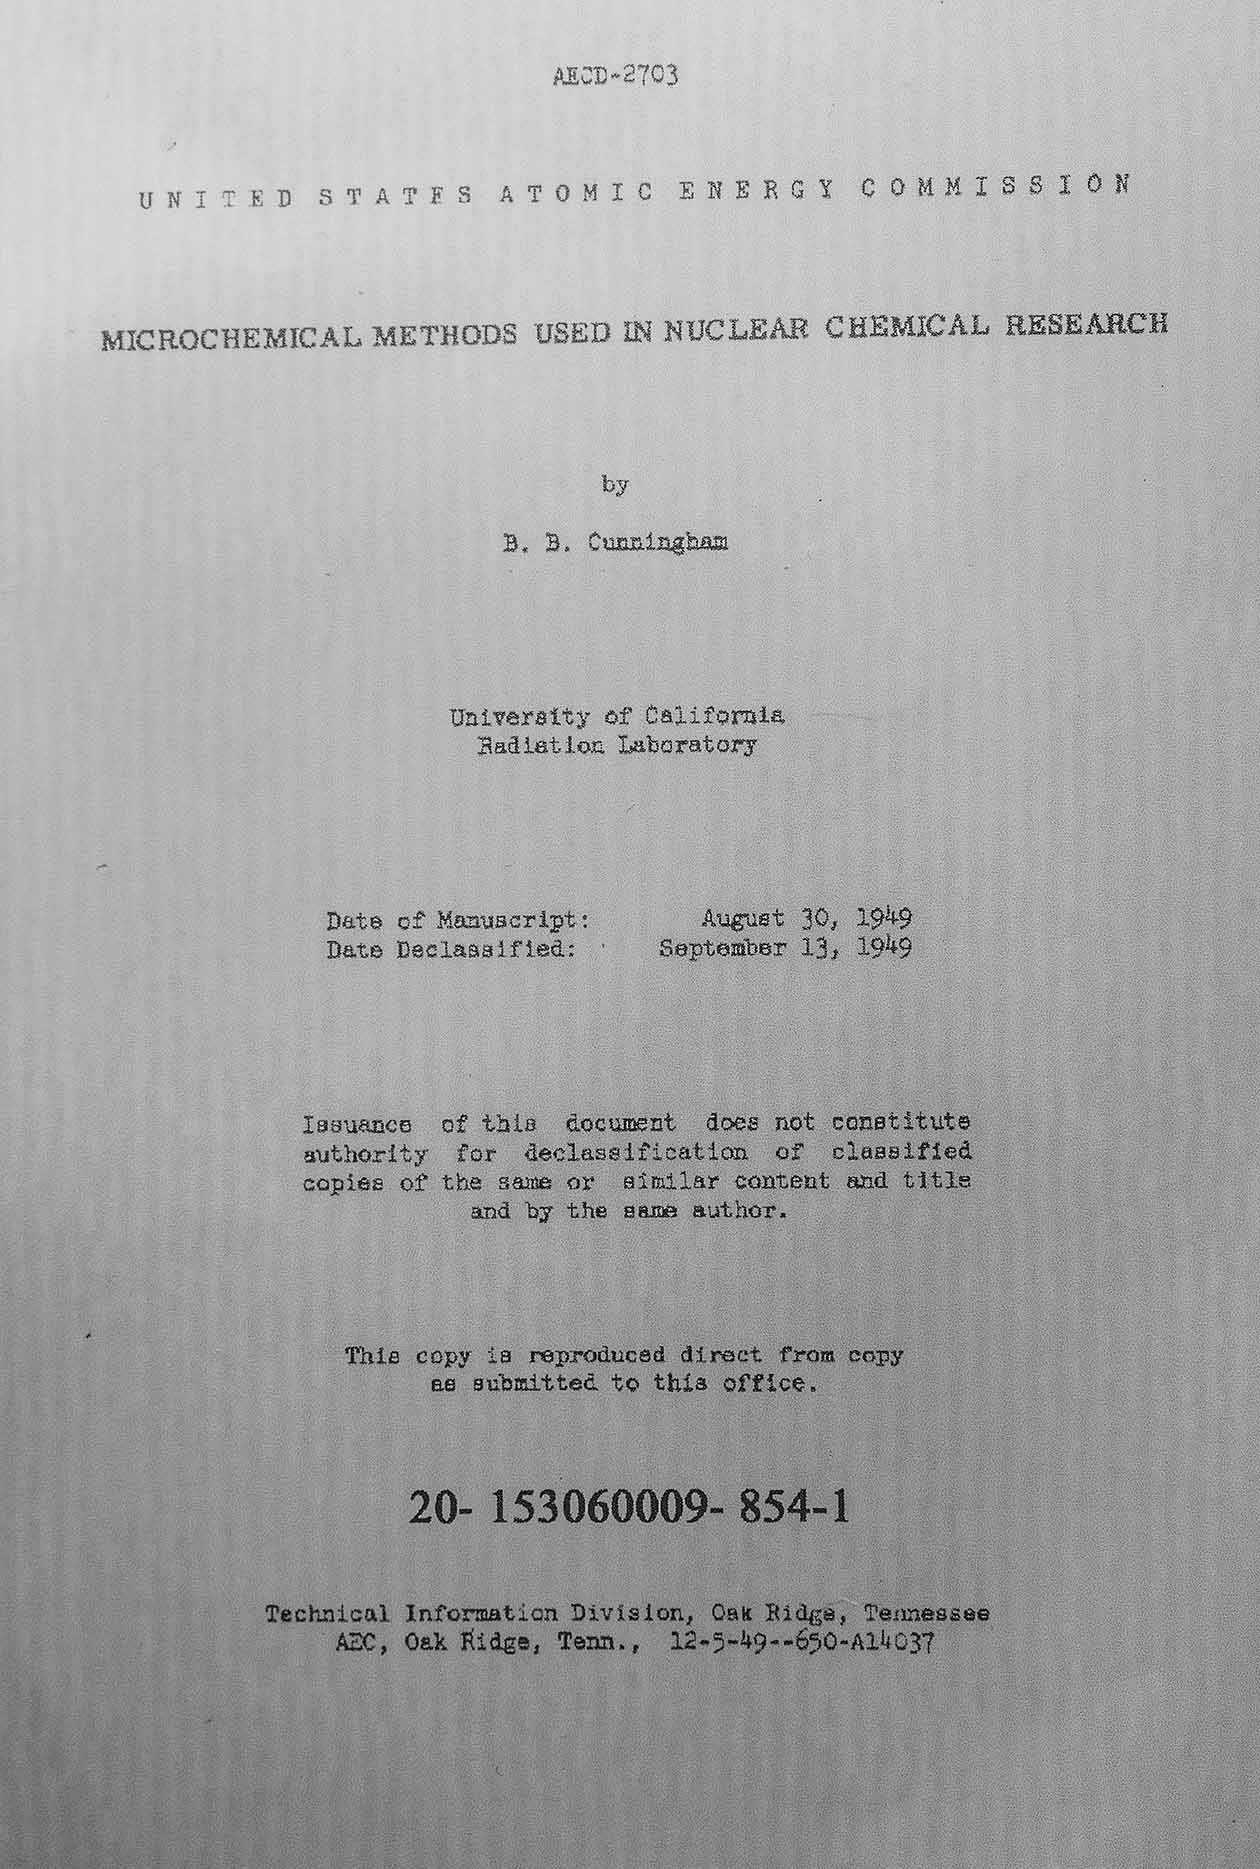 AECD-2703
UNITED STATES ATOMIC ENERGY COMMISSION
MICROCHEMICAL METHODS USED IN NUCLEAR CHEMICAL RESEARCH
by
B. B. Cunningham
University of California
Radiation Laboratory
Date of Manuscript: August 30, 1949
Date Declassified: September 13, 1949
Issuance of this document does not constitute
authority for declassification of classified
copies of the same or similar content and title
and by the same author.
This copy is reproduced direct from copy
as submitted to this office.
20- 153060009- 854-1
Technical Information Division, Oak Ridge, Tennessee
AEC, Oak Ridge, Tenn., 12-5-49--650-A14037